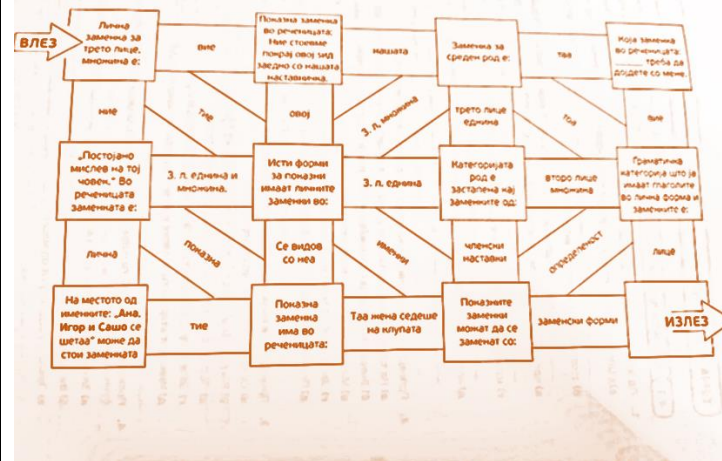 ВЛЕЗ
Лична
заменка за
трето лице,
множина е:
вие
Показна заменка
во реченицата:
Ние стоевме
покрај овој ѕид
заедно со нашата
наставничка.
нашата
Заменка за
среден род е:
таа
Која заменка
во реченицата:
_____ треба да
дојдете со мене.
ние
тие
овој
3. л. множина
трето лице
еднина
тоа
вие
„Постојано
мислев на тој
човек.“ Во
реченицата
заменката е:
3. л. еднина и
множина.
Исти форми
за показни
имаат личните
заменки во:
3. л. еднина
Категоријата
род е
застапена кај
заменките од:
второ лице
множина
Граматичка
категорија што ја
имаат глаголите
во лична форма и
заменките е:
лична
показна
Се видов
со неа
именки
членски
наставки
определеност
лице
На местото од
именките: „Ана,
Игор и Сашо се
шетаа“ може да
стои заменката
тие
Показна
заменка
има во
реченицата:
Таа жена седеше
на клупата
Показните
заменки
можат да се
заменат со:
заменски форми
ИЗЛЕЗ